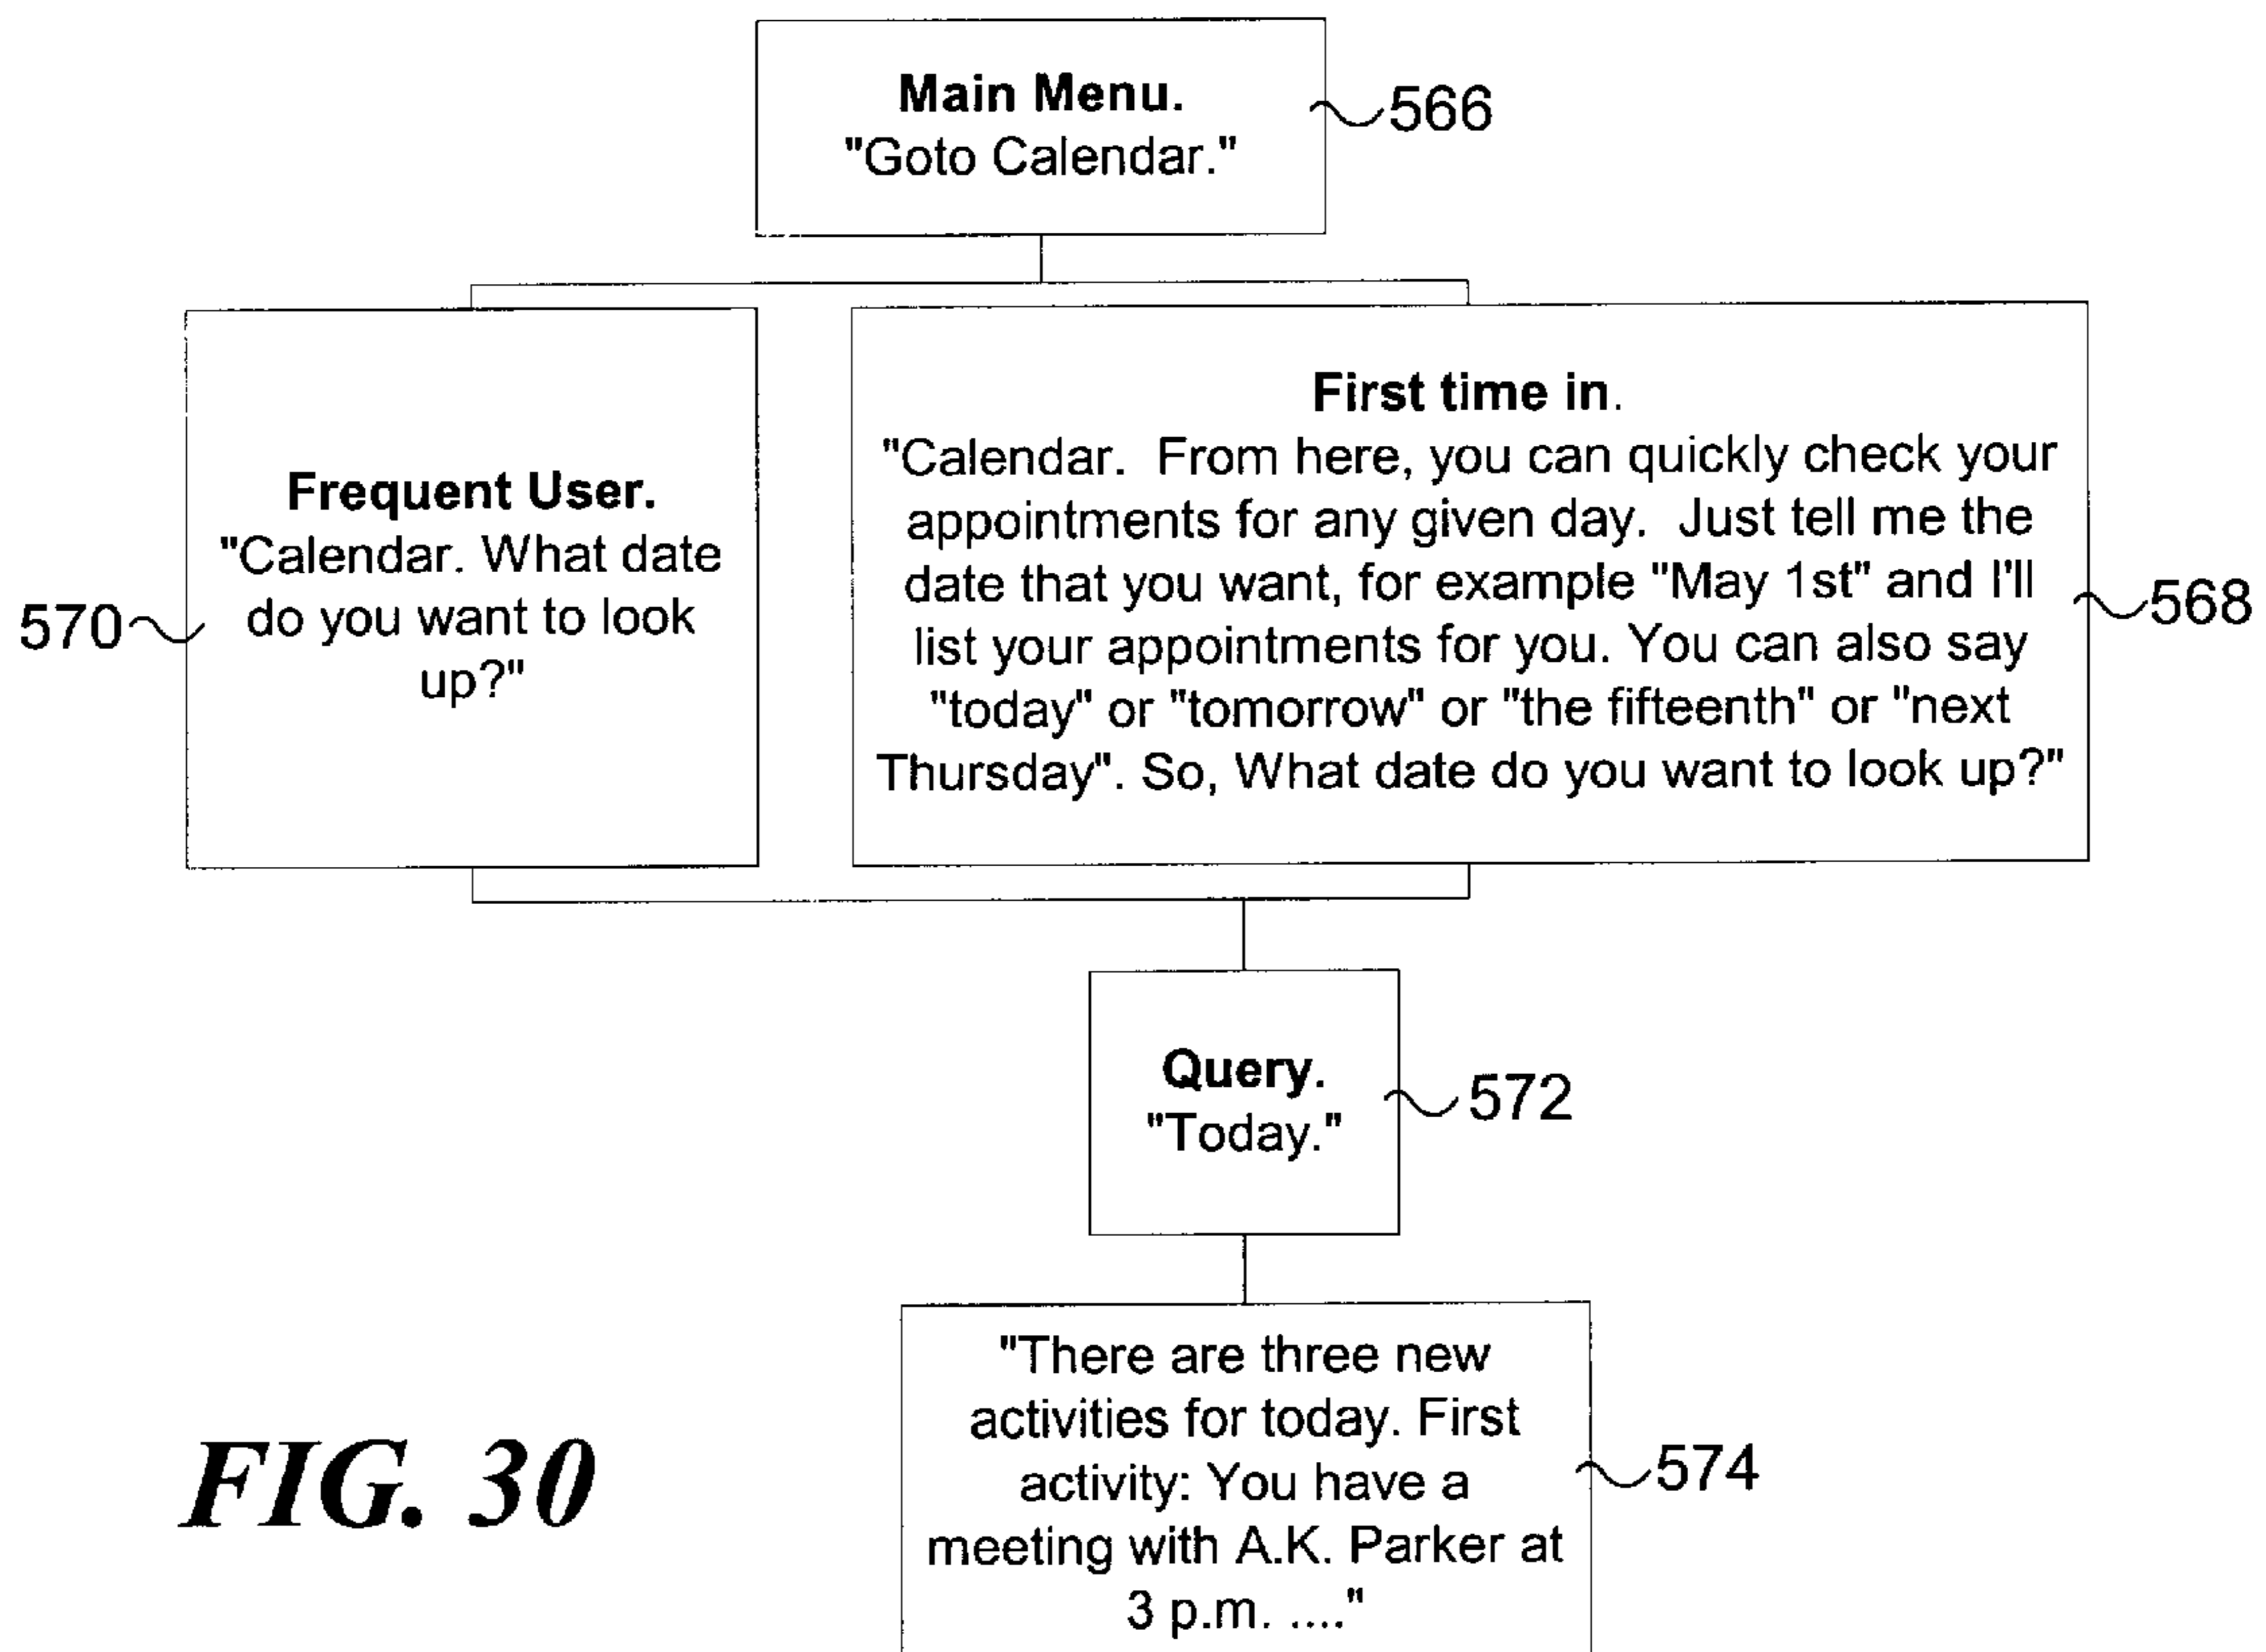 Main Menu.
"Goto Calendar."
566
Frequent User.
"Calendar. What date
do you want to look
up?"
570
First time in.
"Calendar.  From here, you can quickly check your
appointments for any given day.  Just tell me the
date that you want, for example "May 1st" and I'll
list your appointments for you. You can also say
"today" or "tomorrow" or "the fifteenth" or "next
Thursday". So, What date do you want to look up?"
568
Query.
"Today."
572
"There are three new
activities for today. First
activity: You have a
meeting with A.K. Parker at
3 p.m. ...."
574
FIG. 30